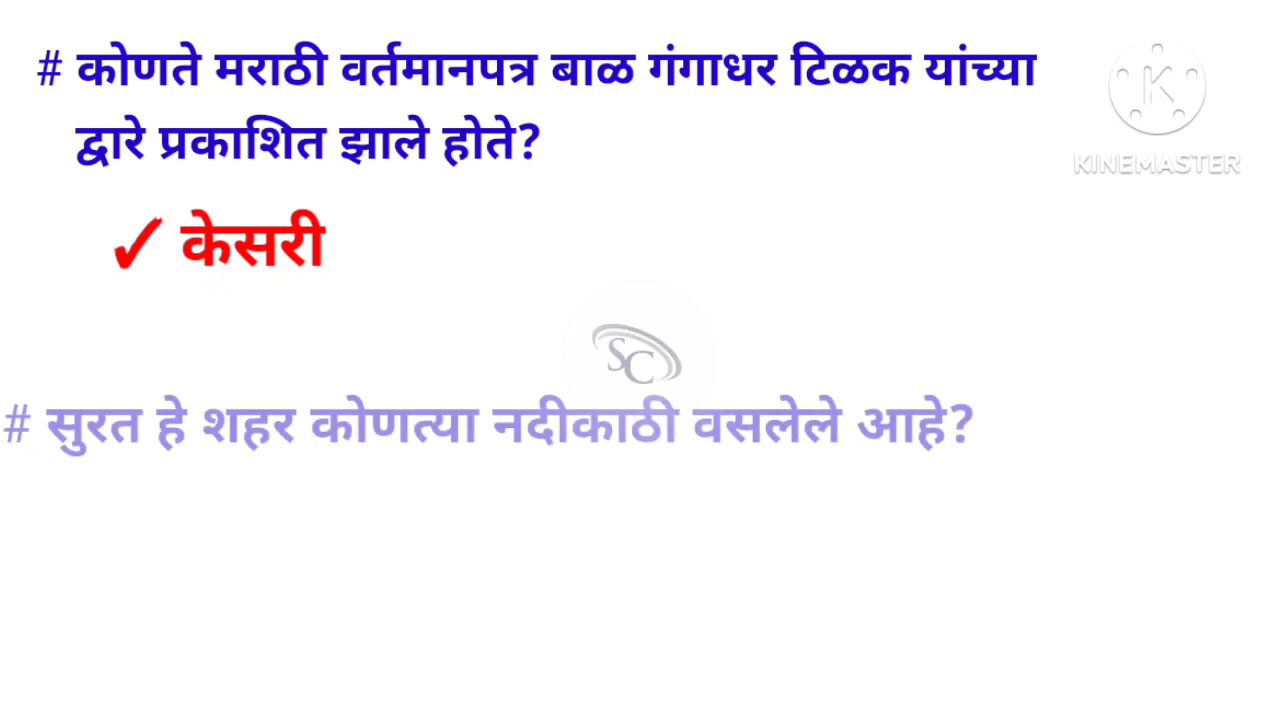 # कोणते मराठी वर्तमानपत्र बाळ गंगाधर टिळक यांच्या
द्वारे प्रकाशित झाले होते?
✓ केसरी
K
KINEMASTER
SC
# सुरत हे शहर कोणत्या नदीकाठी वसलेले आहे?